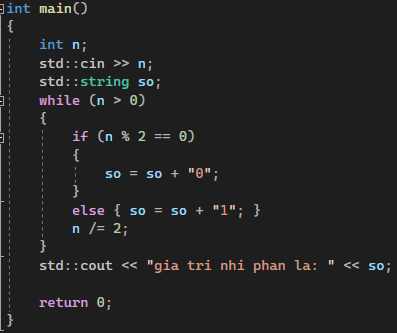 int main()
{
    int n;
    std::cin >> n;
    std::string so;
    while (n > 0)
    {
        if (n % 2 == 0)
        {
            so = so + "0";
        }
        else { so = so + "1"; }
        n /= 2;
    }
    std::cout << "gia tri nhi phan la: " << so;

    return 0;
}